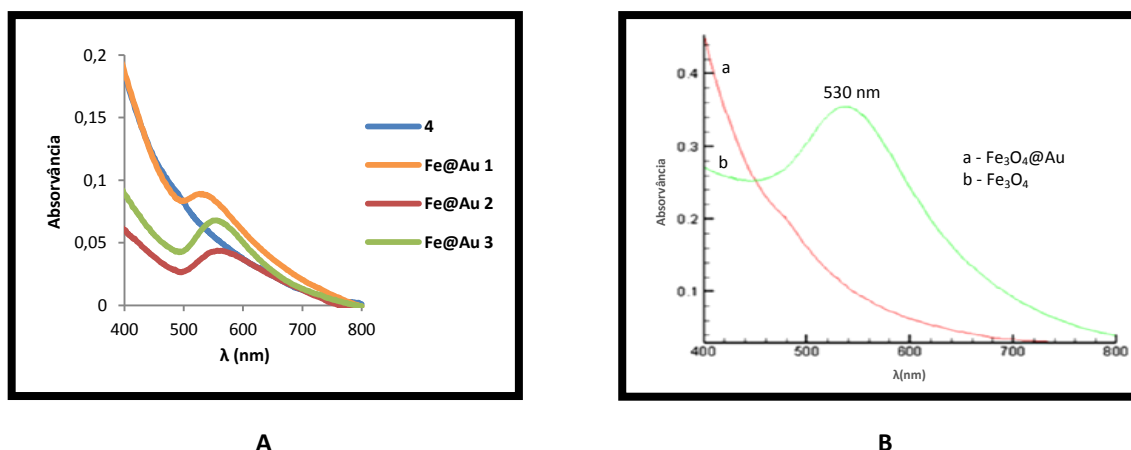 0,2
0,15
0,1
0,05
0
Absorvância
400 500 600 700 800
λ (nm)
4
Fe@Au 1
Fe@Au 2
Fe@Au 3
A
0.4
0.3
0.2
0.1
Absorvância
400 500 600 700 800
λ(nm)
a
b
530 nm
a - Fe₃O₄@Au
b - Fe₃O₄
B